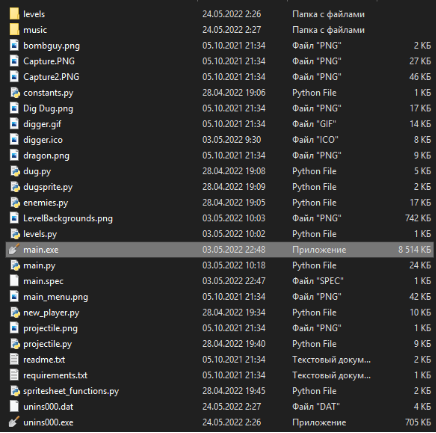 levels 24.05.2022 2:26 Папка с файлами
music 24.05.2022 2:27 Папка с файлами
bombguy.png 05.10.2021 21:34 Файл "PNG" 2 КБ
Capture.PNG 05.10.2021 21:34 Файл "PNG" 27 КБ
Capture2.PNG 05.10.2021 21:34 Файл "PNG" 46 КБ
constants.py 28.04.2022 19:06 Python File 1 КБ
Dig Dug.png 05.10.2021 21:34 Файл "PNG" 17 КБ
digger.gif 05.10.2021 21:34 Файл "GIF" 14 КБ
digger.ico 03.05.2022 9:30 Файл "ICO" 8 КБ
dragon.png 05.10.2021 21:34 Файл "PNG" 9 КБ
dug.py 28.04.2022 19:08 Python File 5 КБ
dugsprite.py 28.04.2022 19:09 Python File 2 КБ
enemies.py 28.04.2022 19:05 Python File 17 КБ
LevelBackgrounds.png 03.05.2022 10:03 Файл "PNG" 742 КБ
levels.py 03.05.2022 10:02 Python File 1 КБ
main.exe 03.05.2022 22:48 Приложение 8 514 КБ
main.py 03.05.2022 10:18 Python File 24 КБ
main.spec 03.05.2022 22:47 Файл "SPEC" 1 КБ
main_menu.png 05.10.2021 21:34 Файл "PNG" 42 КБ
new_player.py 28.04.2022 19:34 Python File 10 КБ
projectile.png 05.10.2021 21:34 Файл "PNG" 1 КБ
projectile.py 28.04.2022 19:40 Python File 9 КБ
readme.txt 05.10.2021 21:34 Текстовый докум... 2 КБ
requirements.txt 05.10.2021 21:34 Текстовый докум... 1 КБ
spritesheet_functions.py 28.04.2022 19:45 Python File 2 КБ
unins000.dat 24.05.2022 2:27 Файл "DAT" 4 КБ
unins000.exe 24.05.2022 2:26 Приложение 705 КБ